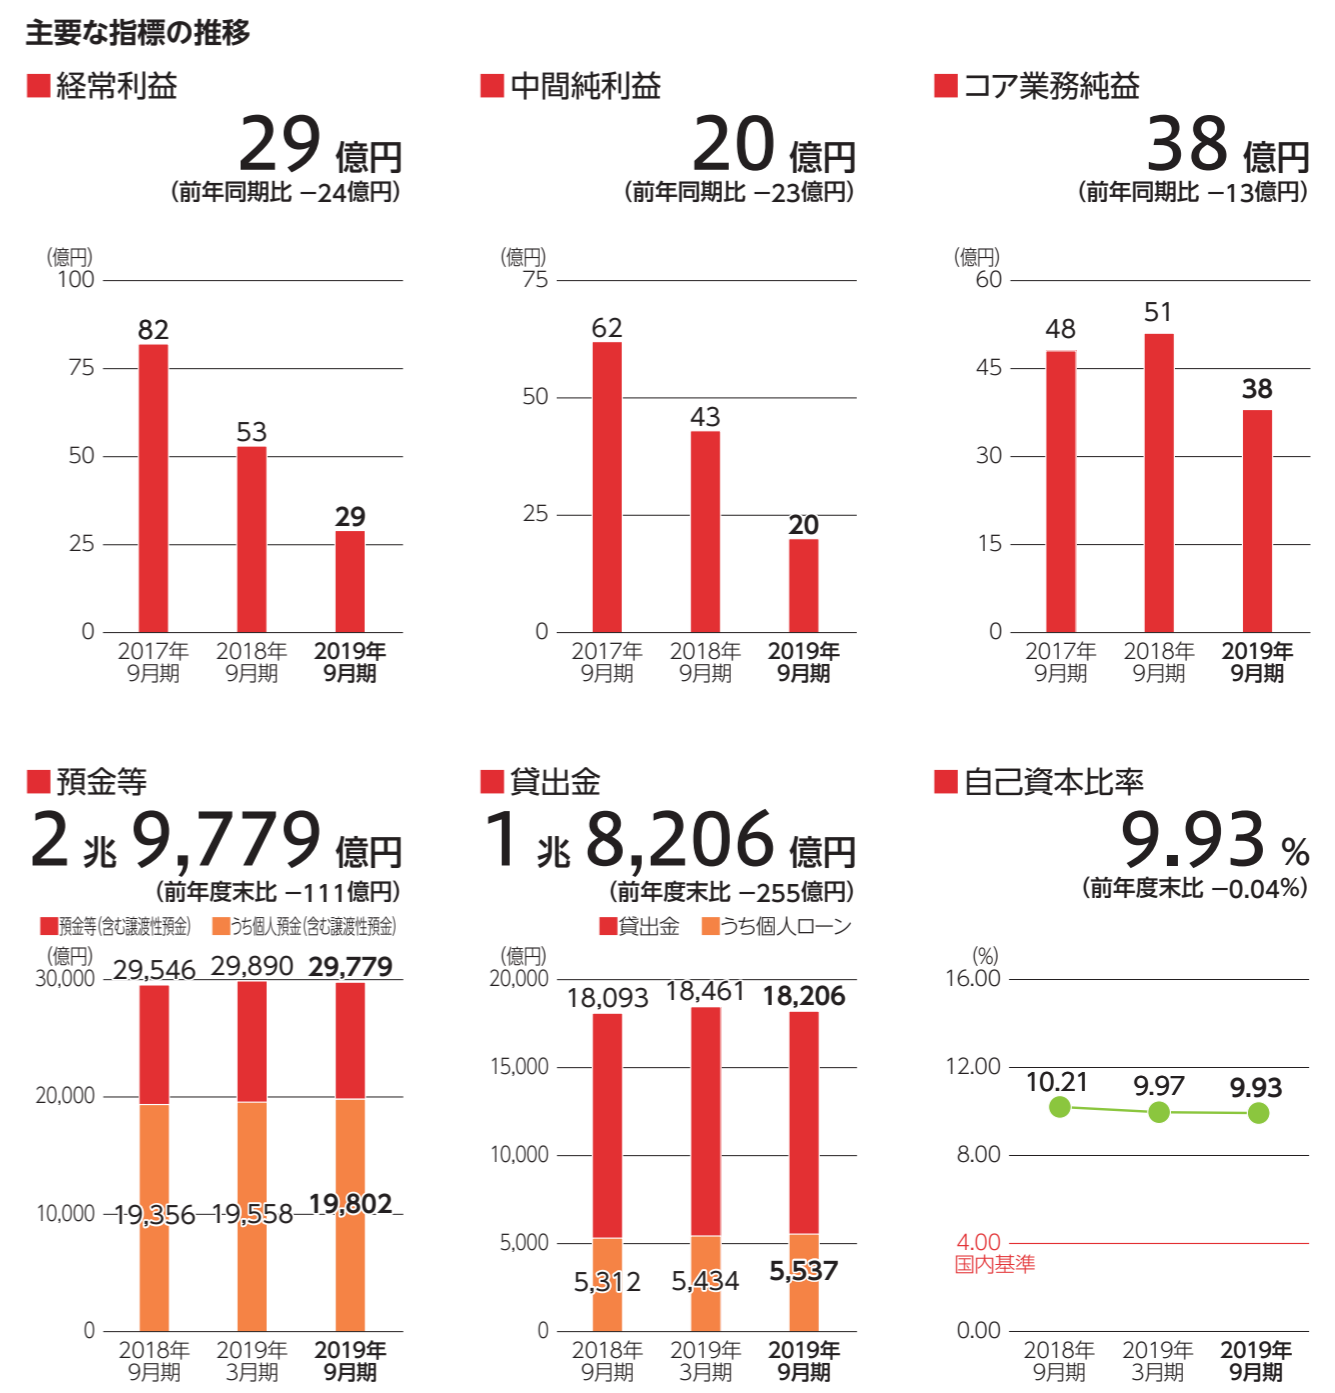 主要な指標の推移
■経常利益
29億円
（前年同期比 −24億円）
（億円）
100
75
50
25
0
82
53
29
2017年
9月期
2018年
9月期
2019年
9月期
■中間純利益
20億円
（前年同期比 −23億円）
（億円）
75
50
25
0
62
43
20
2017年
9月期
2018年
9月期
2019年
9月期
■コア業務純益
38億円
（前年同期比 −13億円）
（億円）
60
45
30
15
0
48
51
38
2017年
9月期
2018年
9月期
2019年
9月期
■預金等
2兆9,779億円
（前年度末比 −111億円）
■預金等（含む譲渡性預金） ■うち個人預金（含む譲渡性預金）
（億円）
30,000
20,000
10,000
0
29,546 29,890 29,779
19,356 19,558 19,802
2018年
9月期
2019年
3月期
2019年
9月期
■貸出金
1兆8,206億円
（前年度末比 −255億円）
■貸出金 ■うち個人ローン
（億円）
20,000
15,000
10,000
5,000
0
18,093 18,461 18,206
5,312 5,434 5,537
2018年
9月期
2019年
3月期
2019年
9月期
■自己資本比率
9.93%
（前年度末比 −0.04%）
（%）
16.00
12.00
8.00
4.00
国内基準
0.00
10.21 9.97 9.93
2018年
9月期
2019年
3月期
2019年
9月期